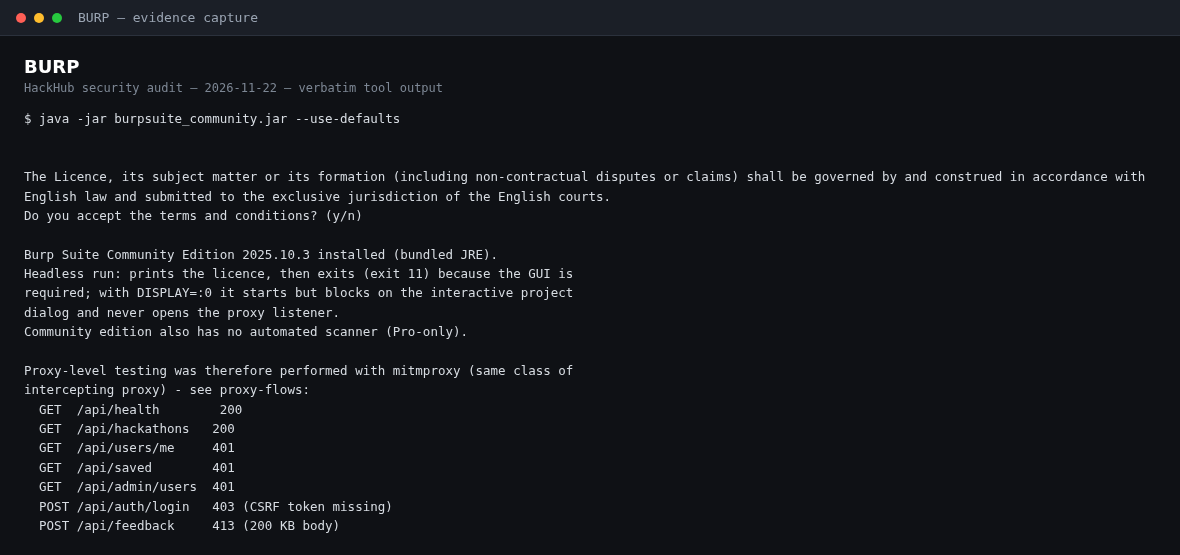 BURP — evidence capture
BURP
HackHub security audit — 2026-11-22 — verbatim tool output
$ java -jar burpsuite_community.jar --use-defaults
The Licence, its subject matter or its formation (including non-contractual disputes or claims) shall be governed by and construed in accordance with
English law and submitted to the exclusive jurisdiction of the English courts.
Do you accept the terms and conditions? (y/n)
Burp Suite Community Edition 2025.10.3 installed (bundled JRE).
Headless run: prints the licence, then exits (exit 11) because the GUI is
required; with DISPLAY=:0 it starts but blocks on the interactive project
dialog and never opens the proxy listener.
Community edition also has no automated scanner (Pro-only).
Proxy-level testing was therefore performed with mitmproxy (same class of
intercepting proxy) - see proxy-flows:
GET  /api/health        200
GET  /api/hackathons   200
GET  /api/users/me     401
GET  /api/saved        401
GET  /api/admin/users  401
POST /api/auth/login   403 (CSRF token missing)
POST /api/feedback     413 (200 KB body)